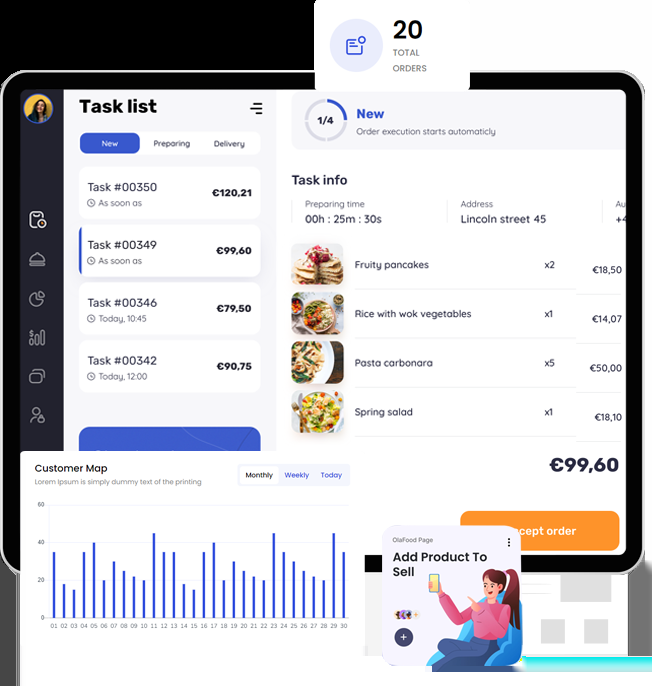 20
TOTAL
ORDERS
Task list
New
Preparing
Delivery
Task #00350
As soon as
€120,21
Task #00349
As soon as
€99,60
Task #00346
Today, 10:45
€79,50
Task #00342
Today, 12:00
€90,75
1/4
New
Order execution starts automaticly
Task info
Preparing time
00h : 25m : 30s
Address
Lincoln street 45
Au
+4
Fruity pancakes x2 €18,50
Rice with wok vegetables x1 €14,07
Pasta carbonara x5 €50,00
Spring salad x1 €18,10
€99,60
cept order
Customer Map
Lorem Ipsum is simply dummy text of the printing
Monthly
Weekly
Today
60
40
20
0
01 02 03 04 05 06 07 08 09 10 11 12 13 14 15 16 17 18 19 20 21 22 23 24 25 26 27 28 29 30
OlaFood Page
Add Product To
Sell